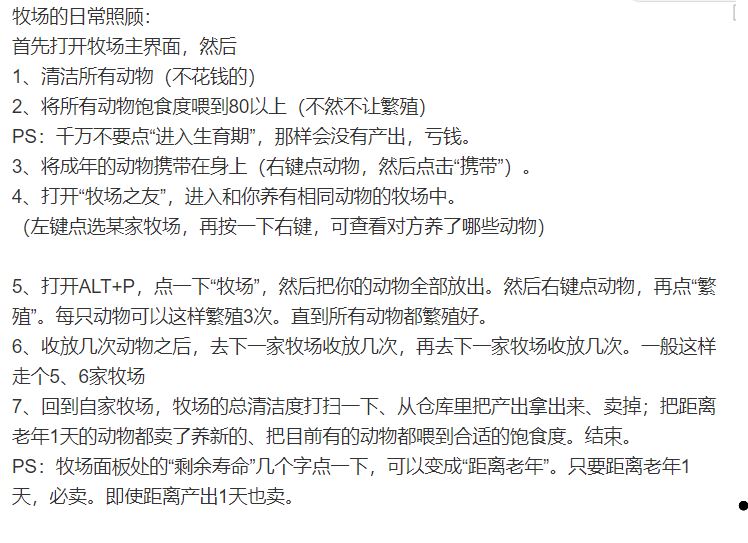 牧场的日常照顾：
首先打开牧场主界面，然后
1、清洁所有动物（不花钱的）
2、将所有动物饱食度喂到80以上（不然不让繁殖）
PS：千万不要点“进入生育期”，那样会没有产出，亏钱。
3、将成年的动物携带在身上（右键点动物，然后点击“携带”）。
4、打开“牧场之友”，进入和你养有相同动物的牧场中。
（左键点选某家牧场，再按一下右键，可查看对方养了哪些动物）
5、打开ALT+P，点一下“牧场”，然后把你的动物全部放出。然后右键点动物，再点“繁
殖”。每只动物可以这样繁殖3次。直到所有动物都繁殖好。
6、收放几次动物之后，去下一家牧场收放几次，再去下一家牧场收放几次。一般这样
走个5、6家牧场
7、回到自家牧场，牧场的总清洁度打扫一下、从仓库里把产出拿出来、卖掉；把距离
老年1天的动物都卖了养新的、把目前有的动物都喂到合适的饱食度。结束。
PS：牧场面板处的“剩余寿命”几个字点一下，可以变成“距离老年”。只要距离老年1
天，必卖。即使距离产出1天也卖。